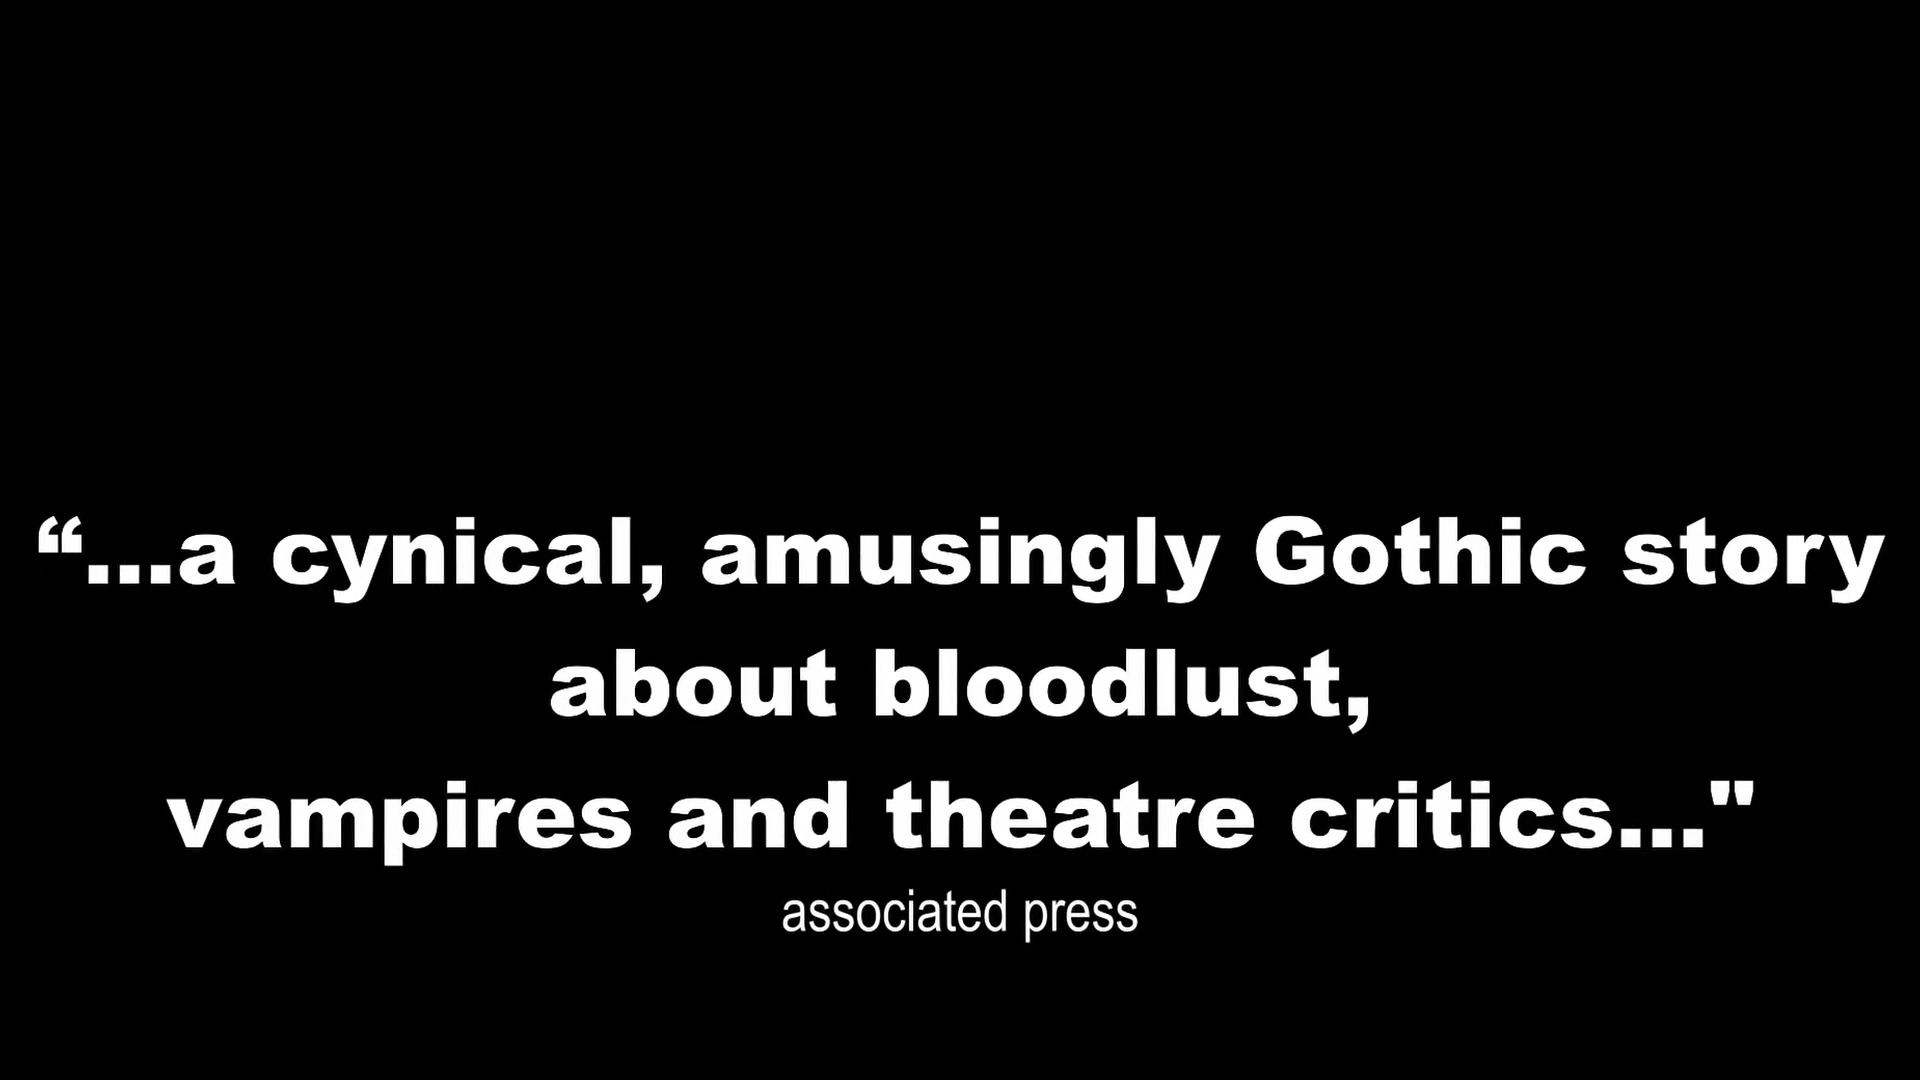 “...a cynical, amusingly Gothic story
about bloodlust,
vampires and theatre critics..."
associated press